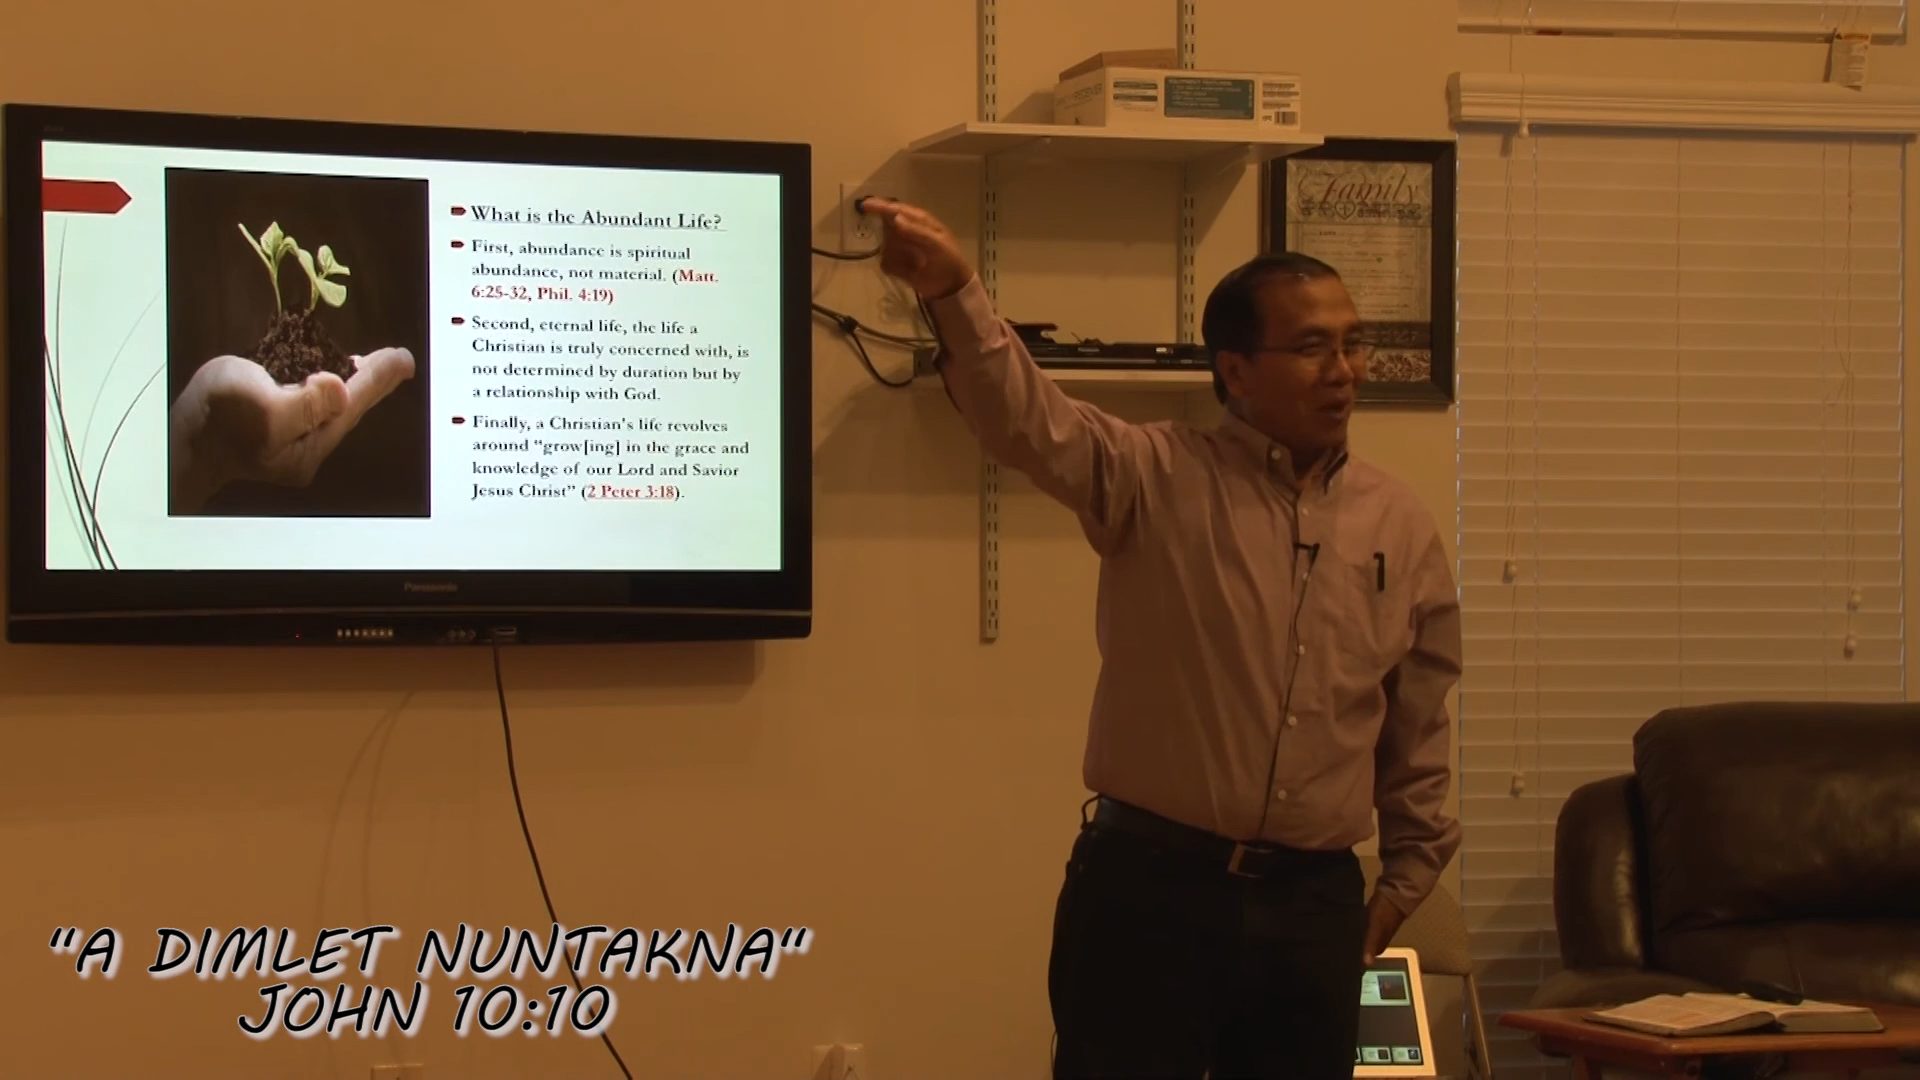 What is the Abundant Life?
First, abundance is spiritual
abundance, not material. (Matt.
6:25-32, Phil. 4:19)
Second, eternal life, the life a
Christian is truly concerned with, is
not determined by duration but by
a relationship with God.
Finally, a Christian's life revolves
around “grow[ing] in the grace and
knowledge of our Lord and Savior
Jesus Christ” (2 Peter 3:18).
Panasonic
Family
"A DIMLET NUNTAKNA"
JOHN 10:10